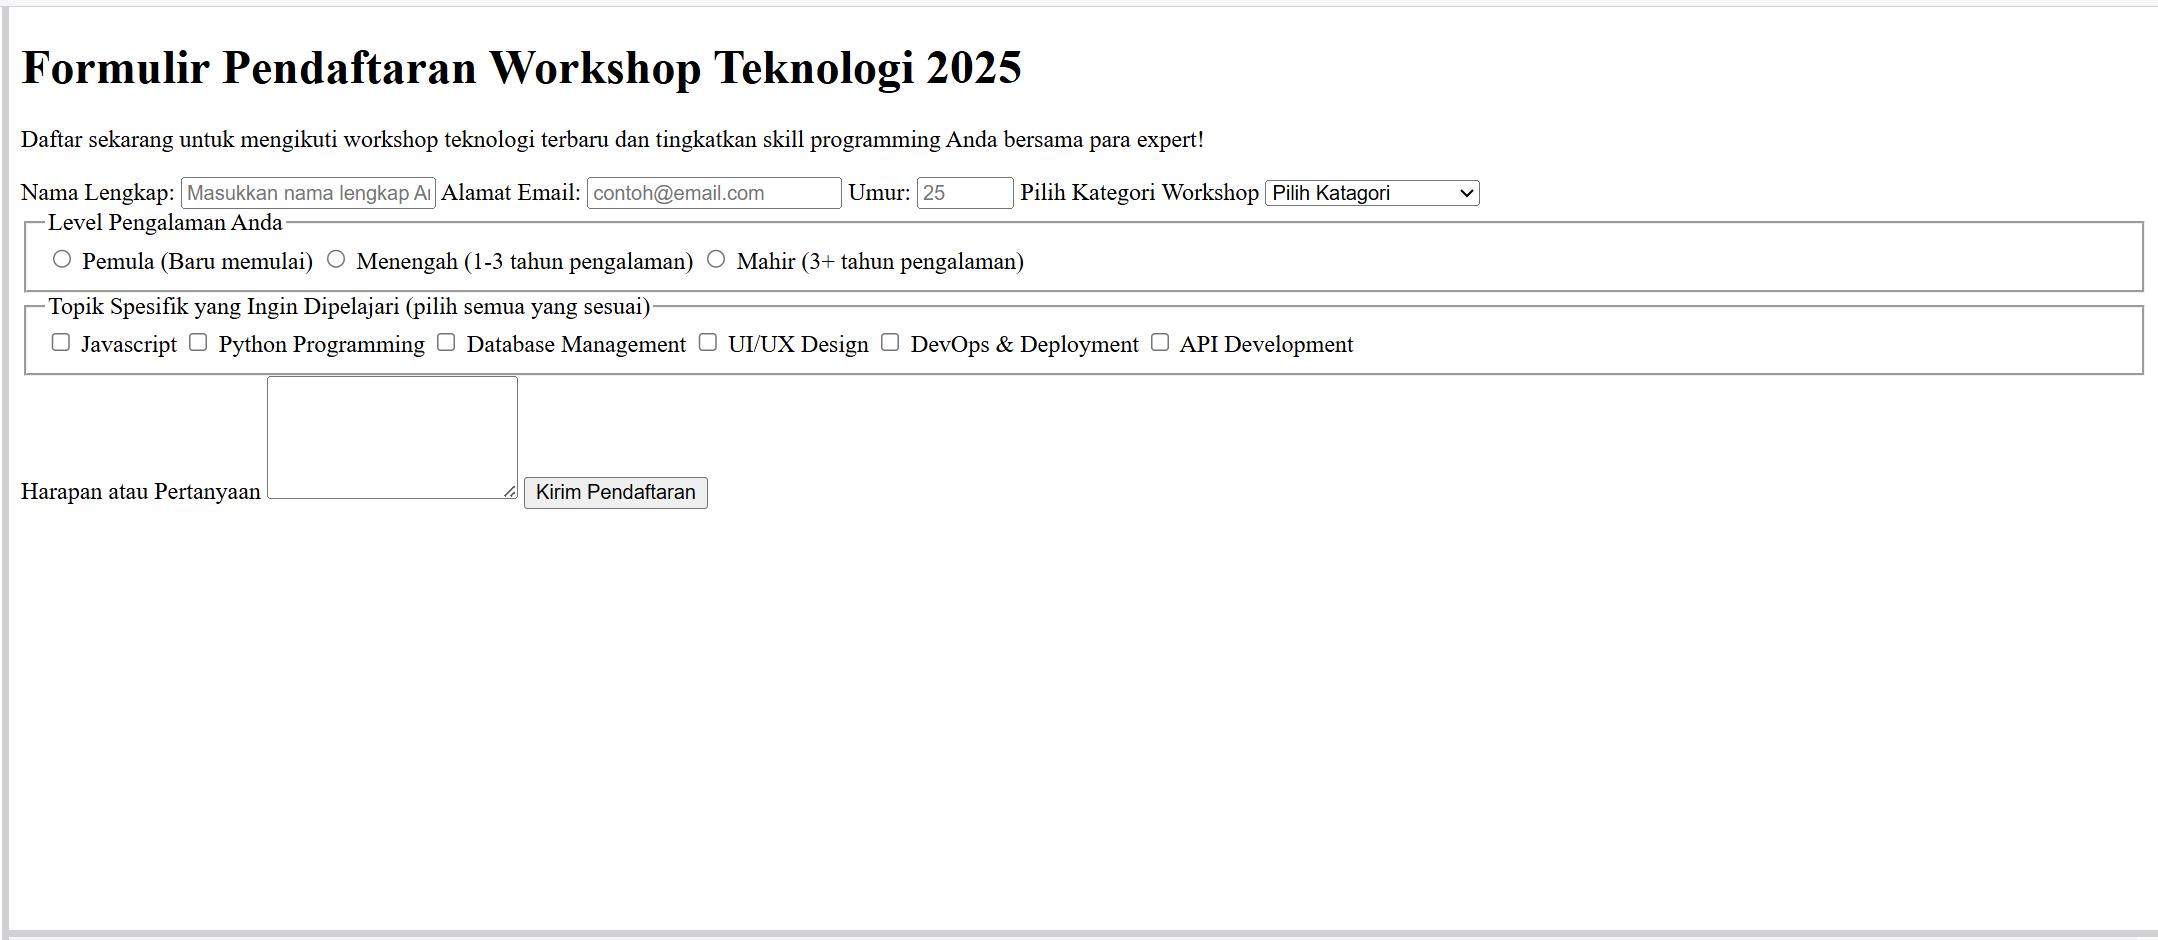 Formulir Pendaftaran Workshop Teknologi 2025
Daftar sekarang untuk mengikuti workshop teknologi terbaru dan tingkatkan skill programming Anda bersama para expert!
Nama Lengkap: Masukkan nama lengkap Alamat Email: contoh@email.com Umur: 25 Pilih Kategori Workshop Pilih Katagori
Level Pengalaman Anda
Pemula (Baru memulai) Menengah (1-3 tahun pengalaman) Mahir (3+ tahun pengalaman)
Topik Spesifik yang Ingin Dipelajari (pilih semua yang sesuai)
Javascript Python Programming Database Management UI/UX Design DevOps & Deployment API Development
Harapan atau Pertanyaan Kirim Pendaftaran